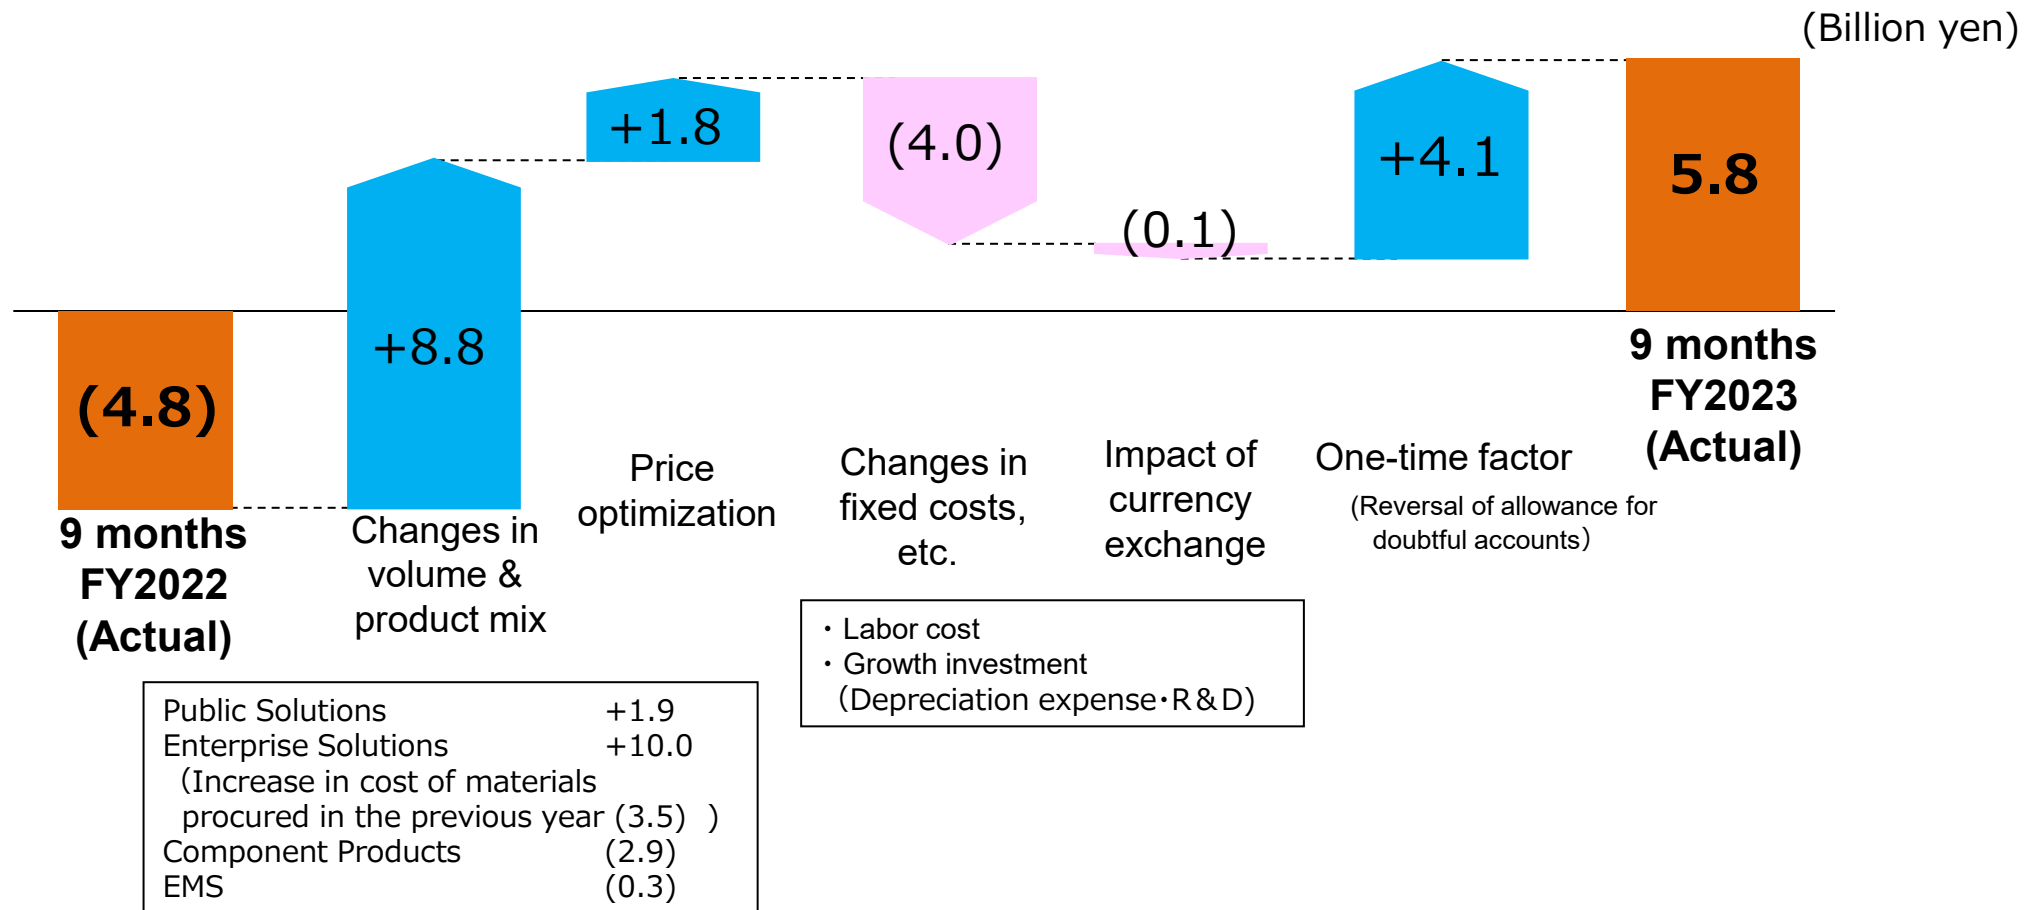 (Billion yen)
+1.8
(4.0)
+4.1
5.8
(0.1)
+8.8
(4.8)
9 months
FY2023
(Actual)
9 months
FY2022
(Actual)
Changes in
volume &
product mix
Price
optimization
Changes in
fixed costs,
etc.
Impact of
currency
exchange
One-time factor
(Reversal of allowance for
doubtful accounts）
・Labor cost
・Growth investment
（Depreciation expense・R＆D)
Public Solutions +1.9
Enterprise Solutions +10.0
（Increase in cost of materials
procured in the previous year (3.5) )
Component Products (2.9)
EMS (0.3)